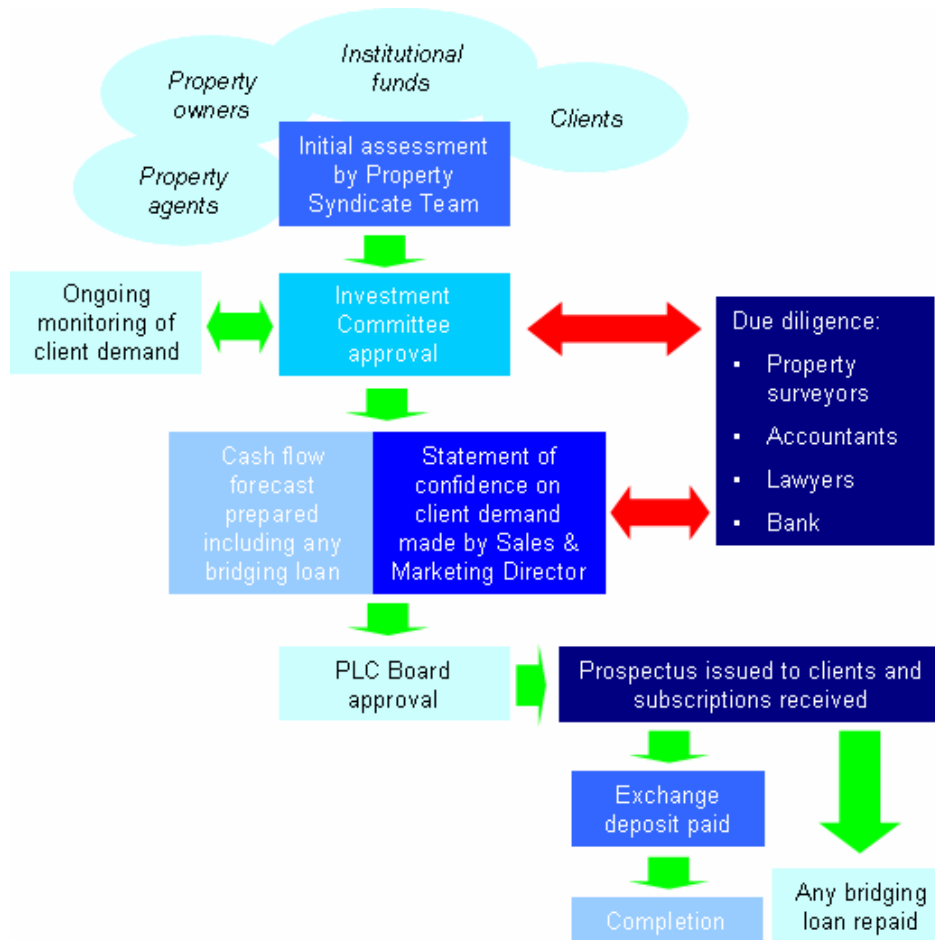 Institutional
funds
Property
owners
Clients
Property
agents
Initial assessment
by Property
Syndicate Team
Ongoing
monitoring of
client demand
Investment
Committee
approval
Due diligence:
▪ Property
surveyors
▪ Accountants
▪ Lawyers
▪ Bank
Cash flow
forecast
prepared
including any
bridging loan
Statement of
confidence on
client demand
made by Sales &
Marketing Director
PLC Board
approval
Prospectus issued to clients and
subscriptions received
Exchange
deposit paid
Completion
Any bridging
loan repaid